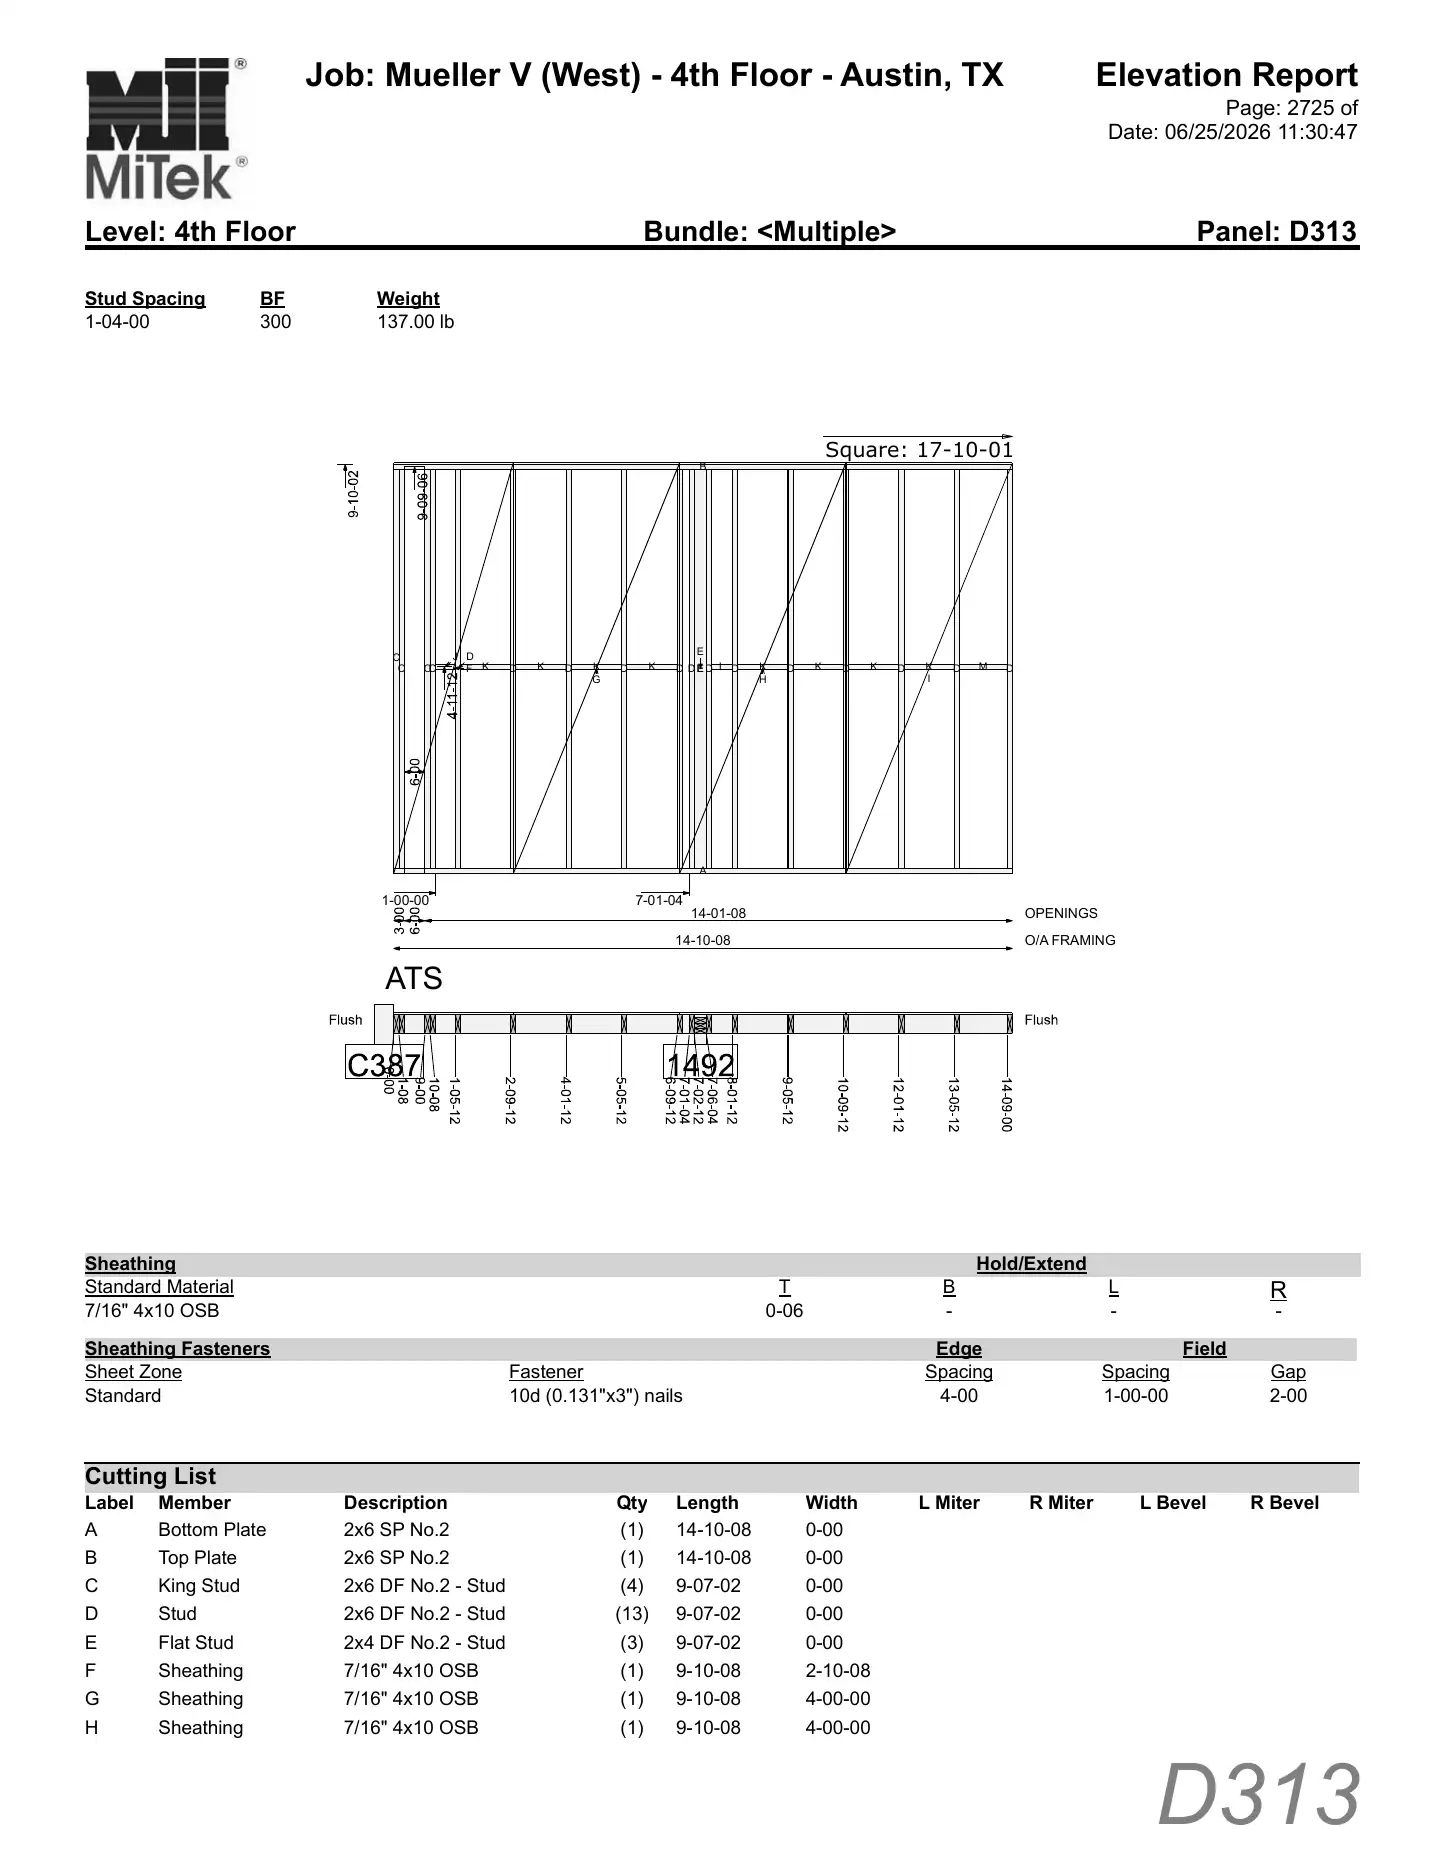 Job: Mueller V (West) - 4th Floor - Austin, TX
Elevation Report
Page: 2725 of
Date: 06/25/2026 11:30:47
MiTek®
Level: 4th Floor Bundle: <Multiple> Panel: D313
Stud Spacing BF Weight
1-04-00 300 137.00 lb
Square: 17-10-01
B
9-10-02
9-09-06
E
C D
C F K K K K D E I K K K K M
G H I
4-11-12
6-00
A
1-00-00 7-01-04
3-00 6-00 14-01-08 OPENINGS
14-10-08 O/A FRAMING
ATS
Flush Flush
C387 1492
0-00 1-08 9-00 10-08 1-05-12 2-09-12 4-01-12 5-05-12 6-09-12 7-01-04 7-02-12 7-06-04 8-01-12 9-05-12 10-09-12 12-01-12 13-05-12 14-09-00
Sheathing Hold/Extend
Standard Material T B L R
7/16" 4x10 OSB 0-06 - - -
Sheathing Fasteners Edge Field
Sheet Zone Fastener Spacing Spacing Gap
Standard 10d (0.131"x3") nails 4-00 1-00-00 2-00
Cutting List
Label Member Description Qty Length Width L Miter R Miter L Bevel R Bevel
A Bottom Plate 2x6 SP No.2 (1) 14-10-08 0-00
B Top Plate 2x6 SP No.2 (1) 14-10-08 0-00
C King Stud 2x6 DF No.2 - Stud (4) 9-07-02 0-00
D Stud 2x6 DF No.2 - Stud (13) 9-07-02 0-00
E Flat Stud 2x4 DF No.2 - Stud (3) 9-07-02 0-00
F Sheathing 7/16" 4x10 OSB (1) 9-10-08 2-10-08
G Sheathing 7/16" 4x10 OSB (1) 9-10-08 4-00-00
H Sheathing 7/16" 4x10 OSB (1) 9-10-08 4-00-00
D313